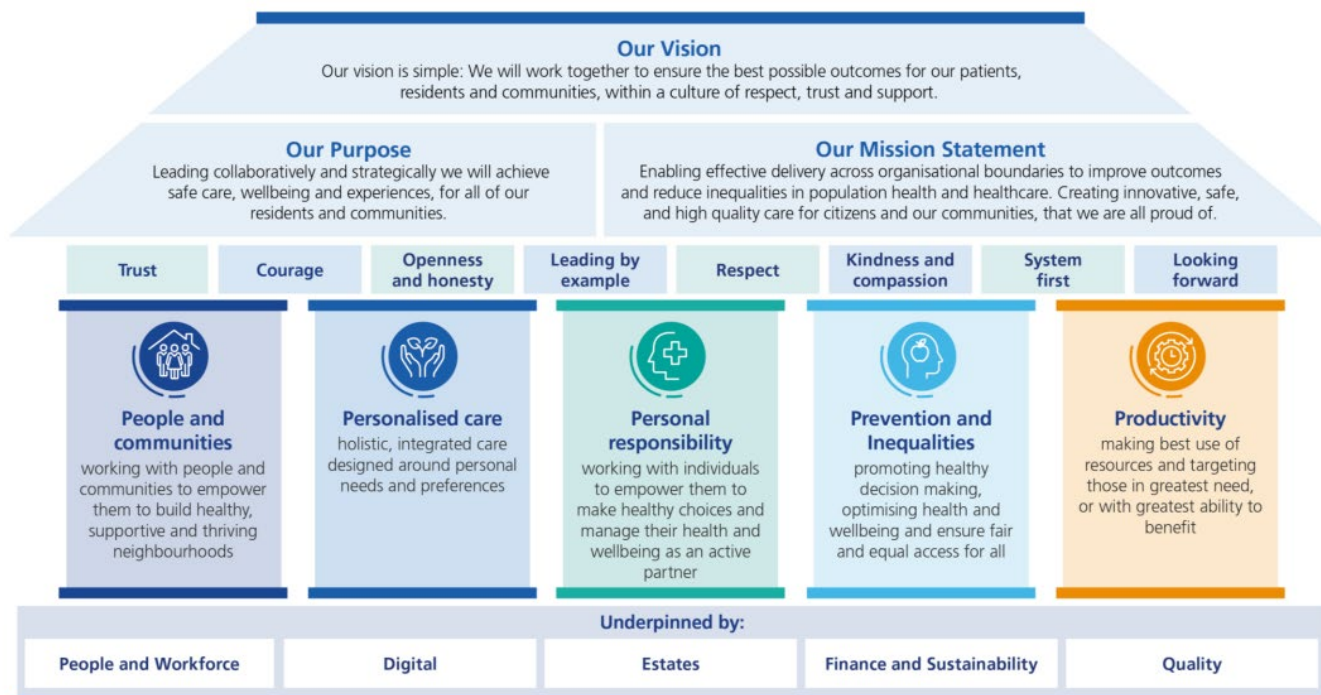 Our Vision
Our vision is simple: We will work together to ensure the best possible outcomes for our patients,
residents and communities, within a culture of respect, trust and support.
Our Purpose
Leading collaboratively and strategically we will achieve
safe care, wellbeing and experiences, for all of our
residents and communities.
Our Mission Statement
Enabling effective delivery across organisational boundaries to improve outcomes
and reduce inequalities in population health and healthcare. Creating innovative, safe,
and high quality care for citizens and our communities, that we are all proud of.
Trust
Courage
Openness
and honesty
Leading by
example
Respect
Kindness and
compassion
System
first
Looking
forward
People and
communities
working with people and
communities to empower
them to build healthy,
supportive and thriving
neighbourhoods
Personalised care
holistic, integrated care
designed around personal
needs and preferences
Personal
responsibility
working with individuals
to empower them to
make healthy choices and
manage their health and
wellbeing as an active
partner
Prevention and
Inequalities
promoting healthy
decision making,
optimising health and
wellbeing and ensure fair
and equal access for all
Productivity
making best use of
resources and targeting
those in greatest need,
or with greatest ability to
benefit
Underpinned by:
People and Workforce
Digital
Estates
Finance and Sustainability
Quality